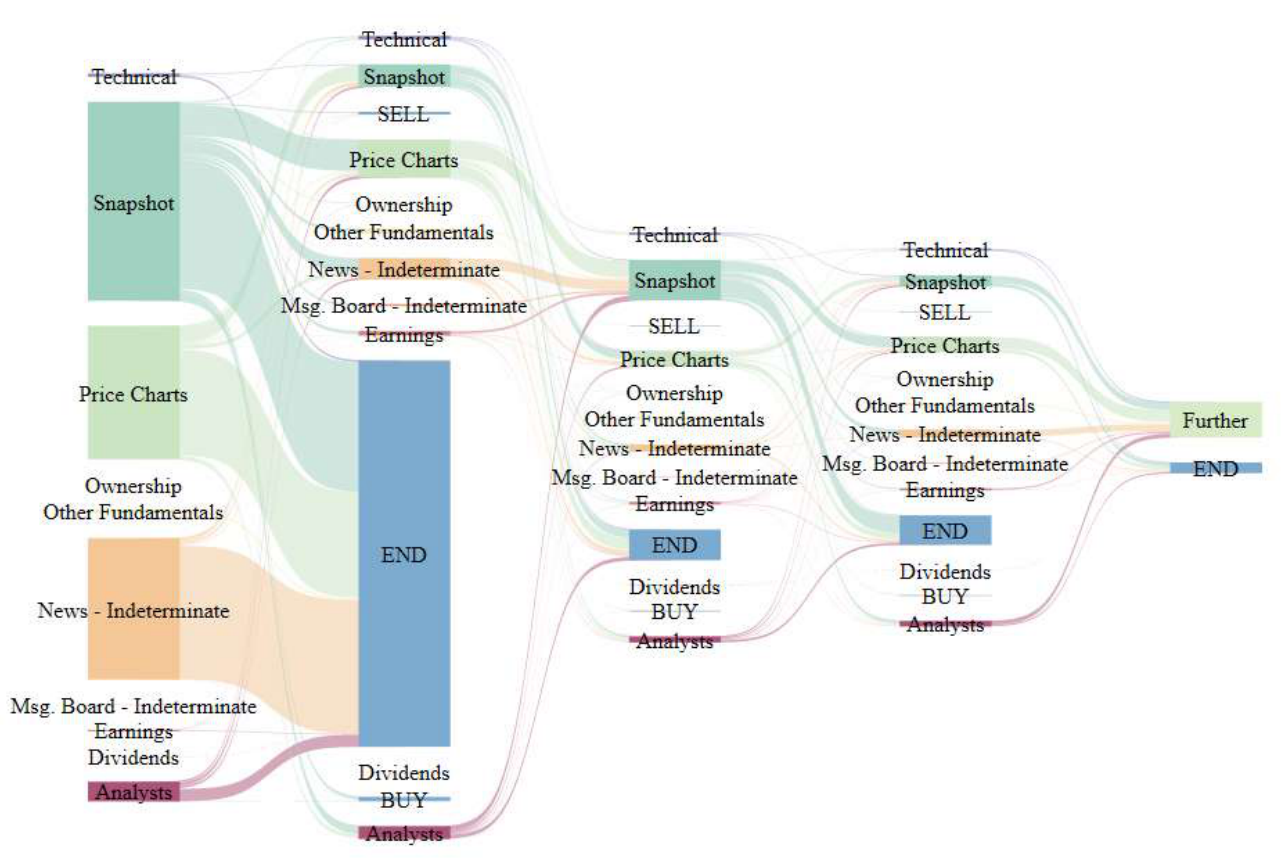 Technical
Snapshot
Price Charts
Ownership
Other Fundamentals
News - Indeterminate
Msg. Board - Indeterminate
Earnings
Dividends
Analysts
Technical
Snapshot
SELL
Price Charts
Ownership
Other Fundamentals
News - Indeterminate
Msg. Board - Indeterminate
Earnings
END
Dividends
BUY
Analysts
Technical
Snapshot
SELL
Price Charts
Ownership
Other Fundamentals
News - Indeterminate
Msg. Board - Indeterminate
Earnings
END
Dividends
BUY
Analysts
Technical
Snapshot
SELL
Price Charts
Ownership
Other Fundamentals
News - Indeterminate
Msg. Board - Indeterminate
Earnings
END
Dividends
BUY
Analysts
Further
END